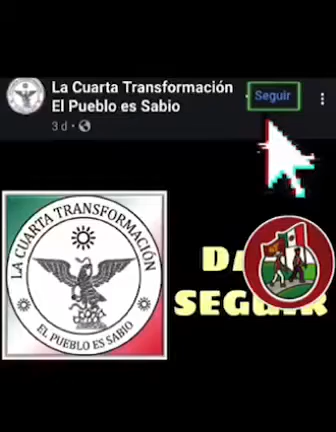 La Cuarta Transformación
El Pueblo es Sabio
Seguir
3 d
LA CUARTA TRANSFORMACIÓN
EL PUEBLO ES SABIO
SEGUIR